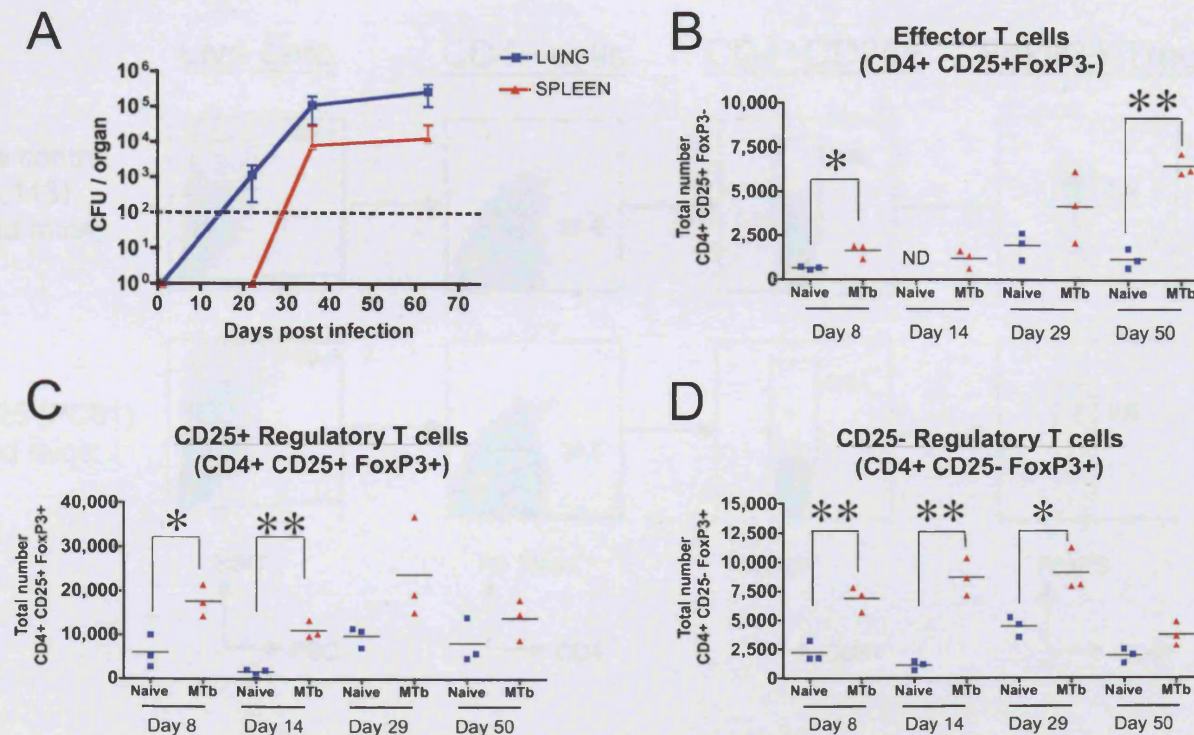 A
10^6
10^5
10^4
10^3
10^2
10^1
10^0
CFU / organ
0 10 20 30 40 50 60 70
Days post infection
LUNG
SPLEEN
B
Effector T cells
(CD4+ CD25+FoxP3-)
Total number
CD4+ CD25+ FoxP3-
10,000
7,500
5,000
2,500
0
*
ND
**
Naive MTb Naive MTb Naive MTb Naive MTb
Day 8 Day 14 Day 29 Day 50
C
CD25+ Regulatory T cells
(CD4+ CD25+ FoxP3+)
Total number
CD4+ CD25+ FoxP3+
40,000
30,000
20,000
10,000
0
* **
Naive MTb Naive MTb Naive MTb Naive MTb
Day 8 Day 14 Day 29 Day 50
D
CD25- Regulatory T cells
(CD4+ CD25- FoxP3+)
Total number
CD4+ CD25- FoxP3+
15,000
12,500
10,000
7,500
5,000
2,500
0
** ** *
Naive MTb Naive MTb Naive MTb Naive MTb
Day 8 Day 14 Day 29 Day 50